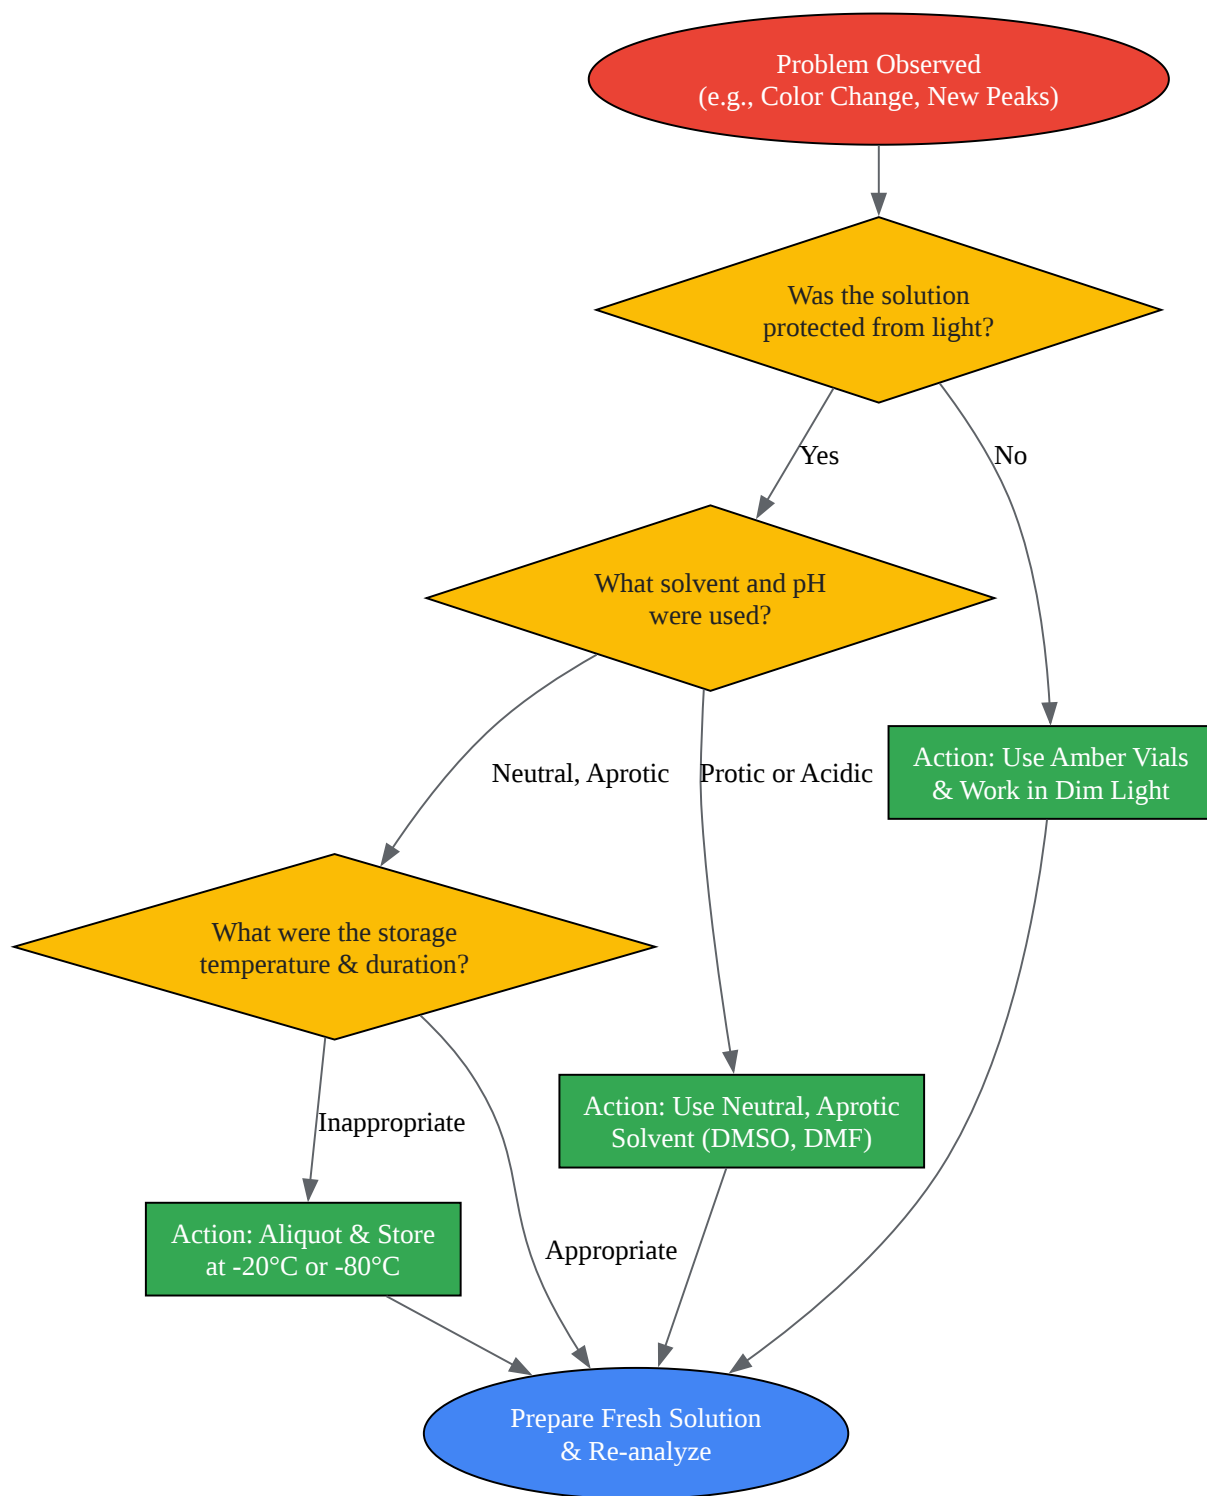 Problem Observed
(e.g., Color Change, New Peaks)
Was the solution
protected from light?
Yes
No
What solvent and pH
were used?
Neutral, Aprotic
Protic or Acidic
Action: Use Amber Vials
& Work in Dim Light
What were the storage
temperature & duration?
Inappropriate
Action: Use Neutral, Aprotic
Solvent (DMSO, DMF)
Action: Aliquot & Store
at -20°C or -80°C
Appropriate
Prepare Fresh Solution
& Re-analyze